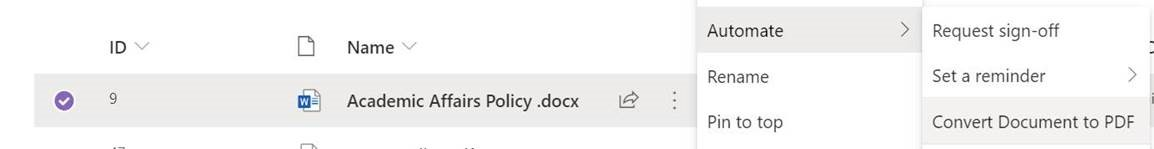 Automate
Request sign-off
ID
Name
Rename
Set a reminder
9
Academic Affairs Policy .docx
Pin to top
Convert Document to PDF